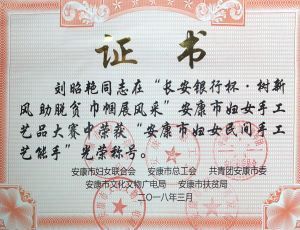 证书
刘昭艳同志在“长安银行杯·树新
风助脱贫巾帼展风采”安康市妇女手工
艺品大赛中荣获“安康市妇女民间手工
艺能手”光荣称号。
安康市妇女联合会 安康市总工会 共青团安康市委
安康市文化文物广电局 安康市扶贫局
二〇一八年三月